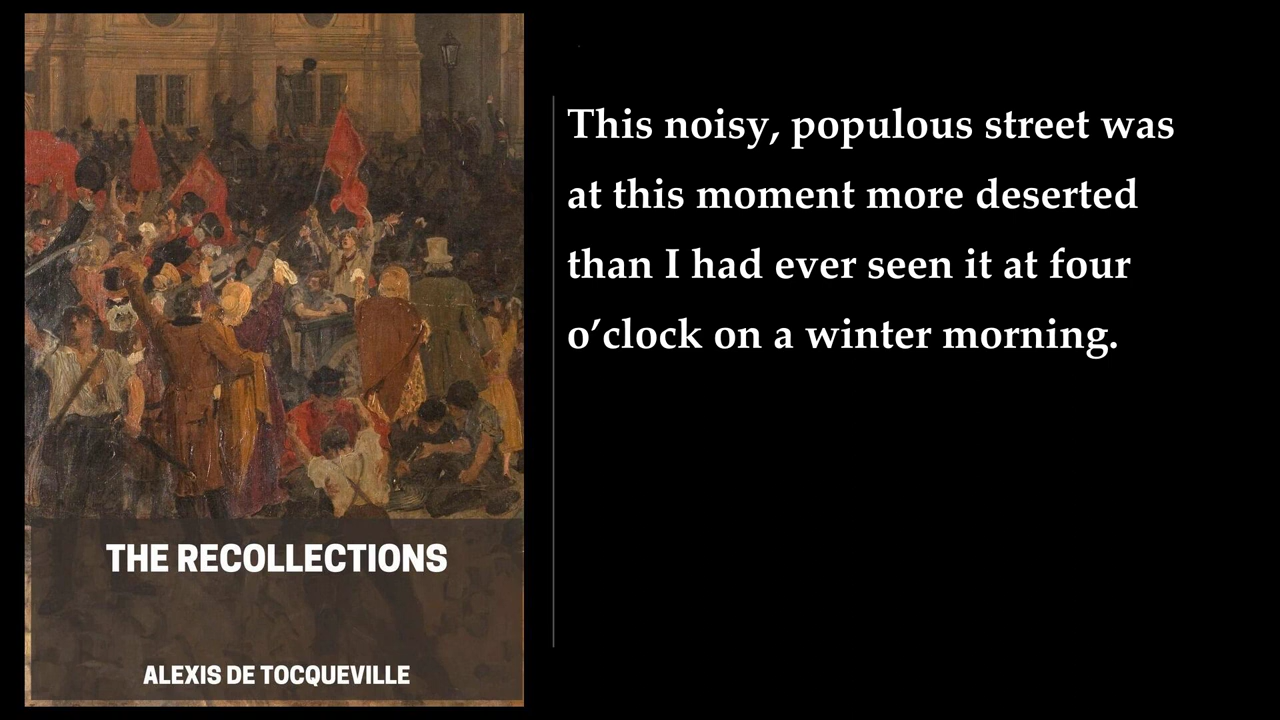 This noisy, populous street was
at this moment more deserted
than I had ever seen it at four
o’clock on a winter morning.
THE RECOLLECTIONS
ALEXIS DE TOCQUEVILLE